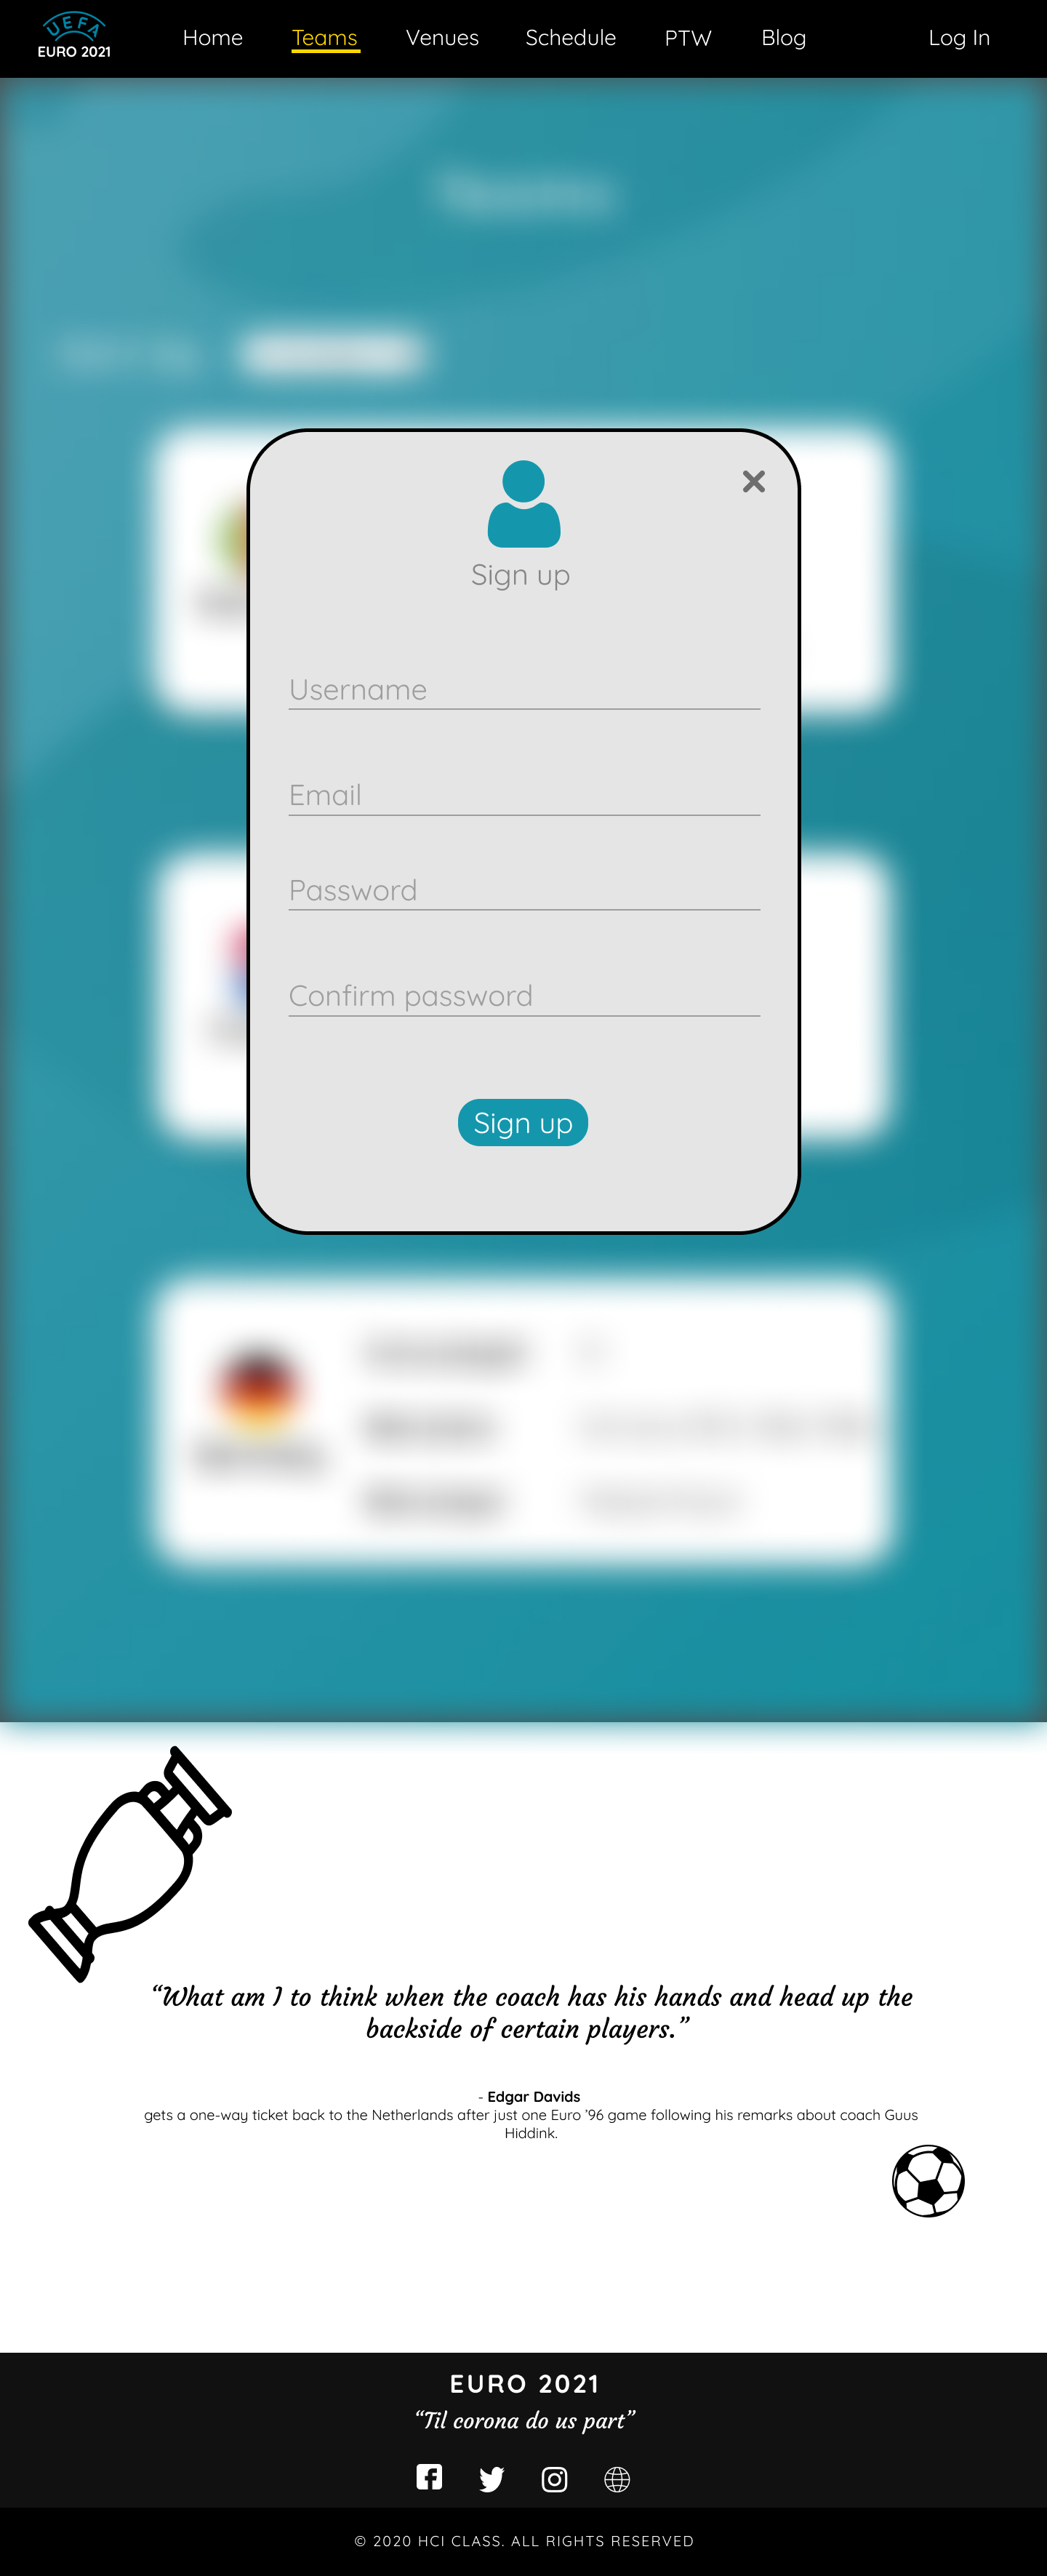 UEFA
EURO 2021
Home Teams Venues Schedule PTW Blog Log In
Sign up
Username
Email
Password
Confirm password
Sign up
“What am I to think when the coach has his hands and head up the
backside of certain players.”
- Edgar Davids
gets a one-way ticket back to the Netherlands after just one Euro ’96 game following his remarks about coach Guus
Hiddink.
EURO 2021
“Til corona do us part”
© 2020 HCI CLASS. ALL RIGHTS RESERVED